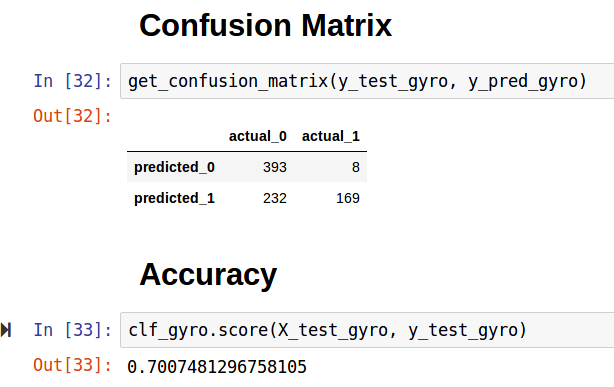 Confusion Matrix
In [32]: get_confusion_matrix(y_test_gyro, y_pred_gyro)
Out[32]:
actual_0 actual_1
predicted_0 393 8
predicted_1 232 169
Accuracy
In [33]: clf_gyro.score(X_test_gyro, y_test_gyro)
Out[33]: 0.7007481296758105